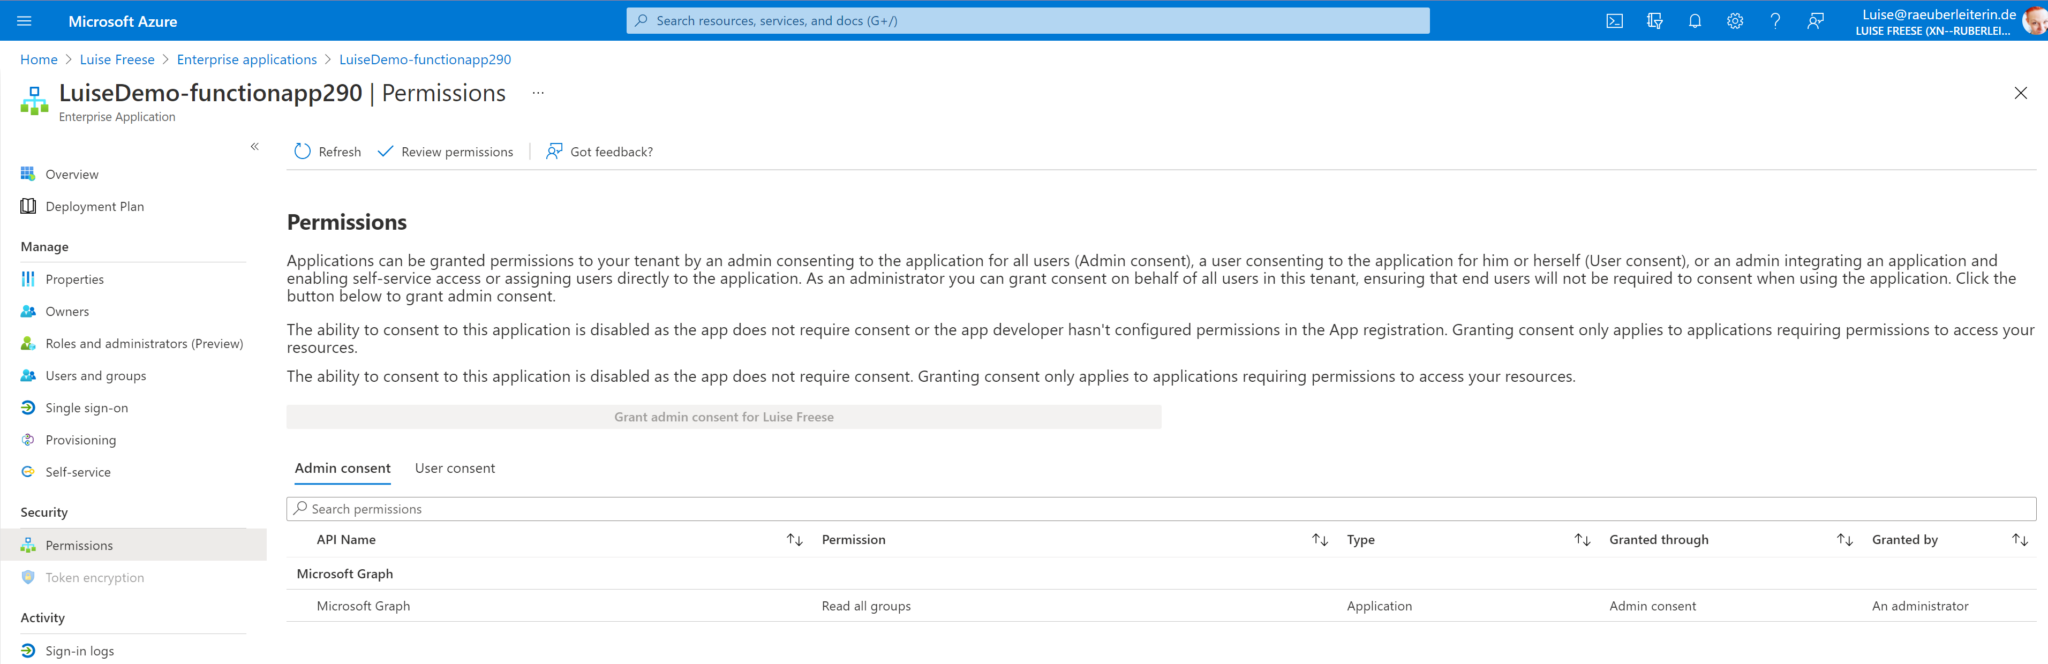 Microsoft Azure
Search resources, services, and docs (G+/)
Luise@raeuberleiterin.de
LUISE FREESE (XN--RUBERLEI...
Home > Luise Freese > Enterprise applications > LuiseDemo-functionapp290
LuiseDemo-functionapp290 | Permissions ...
Enterprise Application
Overview
Deployment Plan
Manage
Properties
Owners
Roles and administrators (Preview)
Users and groups
Single sign-on
Provisioning
Self-service
Security
Permissions
Token encryption
Activity
Sign-in logs
Refresh Review permissions Got feedback?
Permissions
Applications can be granted permissions to your tenant by an admin consenting to the application for all users (Admin consent), a user consenting to the application for him or herself (User consent), or an admin integrating an application and
enabling self-service access or assigning users directly to the application. As an administrator you can grant consent on behalf of all users in this tenant, ensuring that end users will not be required to consent when using the application. Click the
button below to grant admin consent.
The ability to consent to this application is disabled as the app does not require consent or the app developer hasn't configured permissions in the App registration. Granting consent only applies to applications requiring permissions to access your
resources.
The ability to consent to this application is disabled as the app does not require consent. Granting consent only applies to applications requiring permissions to access your resources.
Grant admin consent for Luise Freese
Admin consent User consent
Search permissions
API Name Permission Type Granted through Granted by
Microsoft Graph
Microsoft Graph Read all groups Application Admin consent An administrator